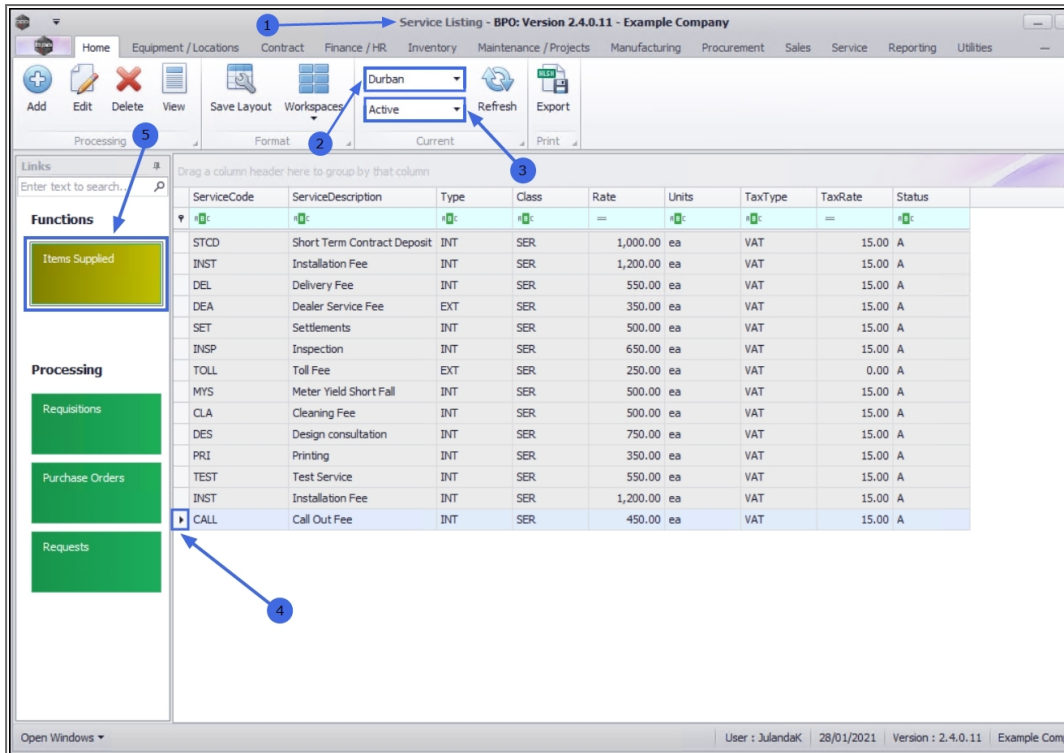 1 Service Listing - BPO: Version 2.4.0.11 - Example Company
Home Equipment / Locations Contract Finance / HR Inventory Maintenance / Projects Manufacturing Procurement Sales Service Reporting Utilities
Add Edit Delete View Save Layout Workspaces Durban Active Refresh Export
Processing Format Current Print
5 2 3
Links
Enter text to search...
Drag a column header here to group by that column
Functions
Items Supplied
Processing
Requisitions
Purchase Orders
Requests
ServiceCode ServiceDescription Type Class Rate Units TaxType TaxRate Status
STCD Short Term Contract Deposit INT SER 1,000.00 ea VAT 15.00 A
INST Installation Fee INT SER 1,200.00 ea VAT 15.00 A
DEL Delivery Fee INT SER 550.00 ea VAT 15.00 A
DEA Dealer Service Fee EXT SER 350.00 ea VAT 15.00 A
SET Settlements INT SER 500.00 ea VAT 15.00 A
INSP Inspection INT SER 650.00 ea VAT 15.00 A
TOLL Toll Fee EXT SER 250.00 ea VAT 0.00 A
MYS Meter Yield Short Fall INT SER 500.00 ea VAT 15.00 A
CLA Cleaning Fee INT SER 500.00 ea VAT 15.00 A
DES Design consultation INT SER 750.00 ea VAT 15.00 A
PRI Printing INT SER 350.00 ea VAT 15.00 A
TEST Test Service INT SER 550.00 ea VAT 15.00 A
INST Installation Fee INT SER 1,200.00 ea VAT 15.00 A
CALL Call Out Fee INT SER 450.00 ea VAT 15.00 A
4
Open Windows User : JulandaK 28/01/2021 Version : 2.4.0.11 Example Com